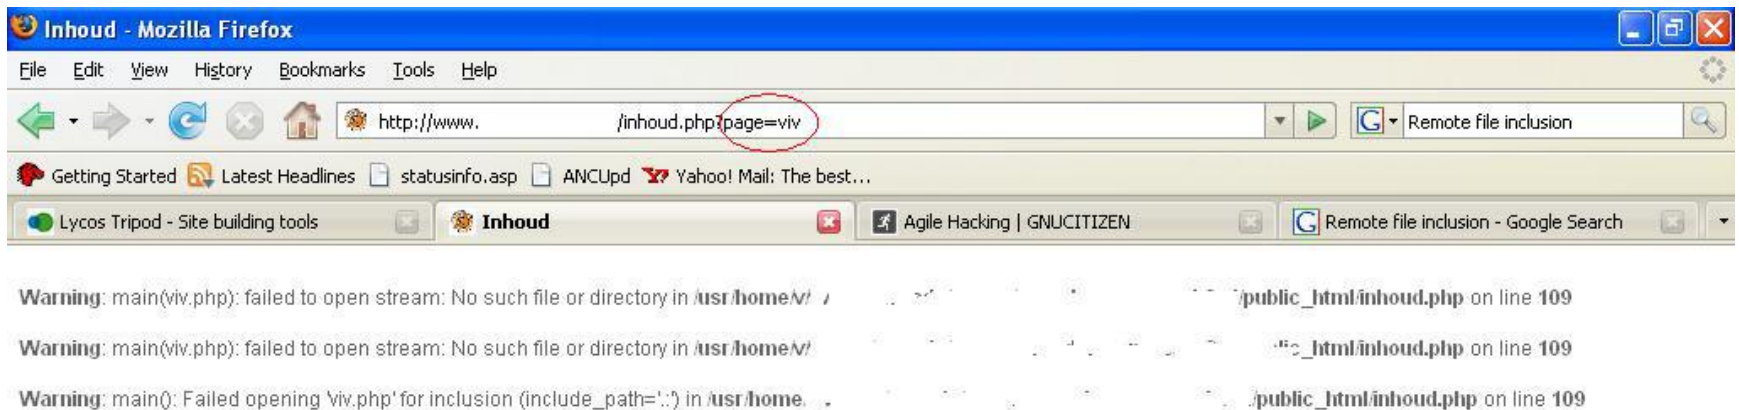 Inhoud - Mozilla Firefox
File Edit View History Bookmarks Tools Help
http://www. /inhoud.php?page=viv G Remote file inclusion
Getting Started Latest Headlines statusinfo.asp ANCUpd Yahoo! Mail: The best...
Lycos Tripod - Site building tools Inhoud Agile Hacking | GNUCITIZEN G Remote file inclusion - Google Search
Warning: main(viv.php): failed to open stream: No such file or directory in /usr/home/v/ /public_html/inhoud.php on line 109
Warning: main(viv.php): failed to open stream: No such file or directory in /usr/home/v/ _html/inhoud.php on line 109
Warning: main(): Failed opening 'viv.php' for inclusion (include_path='.:') in /usr/home /public_html/inhoud.php on line 109